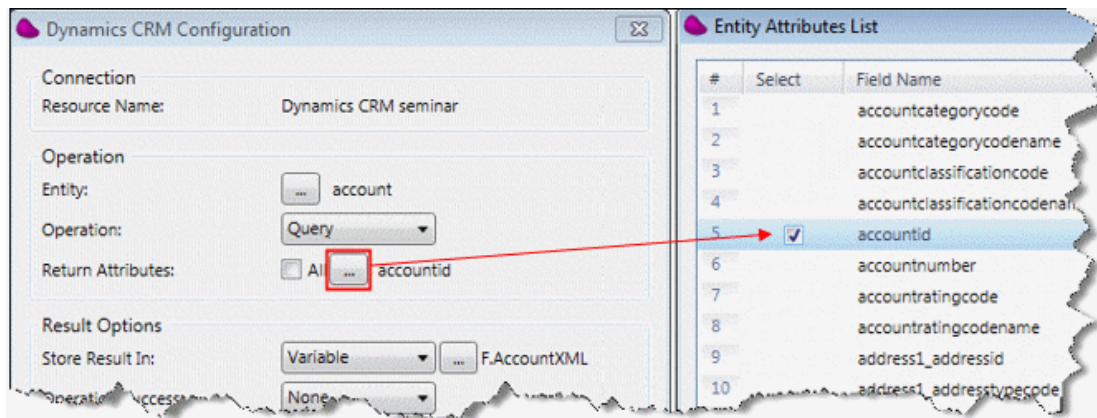 Dynamics CRM Configuration
Connection
Resource Name: Dynamics CRM seminar
Operation
Entity: ... account
Operation: Query
Return Attributes: All ... accountid
Result Options
Store Result In: Variable ... F.AccountXML
None
Entity Attributes List
# Select Field Name
1 accountcategorycode
2 accountcategorycodename
3 accountclassificationcode
4
5 accountid
6 accountnumber
7 accountratingcode
8 accountratingcodename
9 address1_addressid
10 address1_addresstypecode